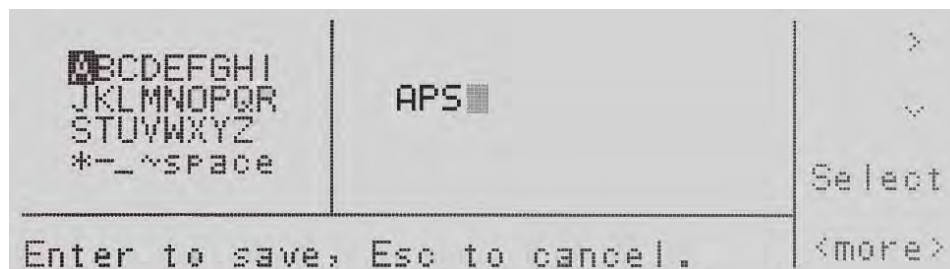 ABCDEFGHI
JKLMNOPQR
STUVWXYZ
*-_~space
APS
>
⌄
Select
<more>
Enter to save, Esc to cancel.